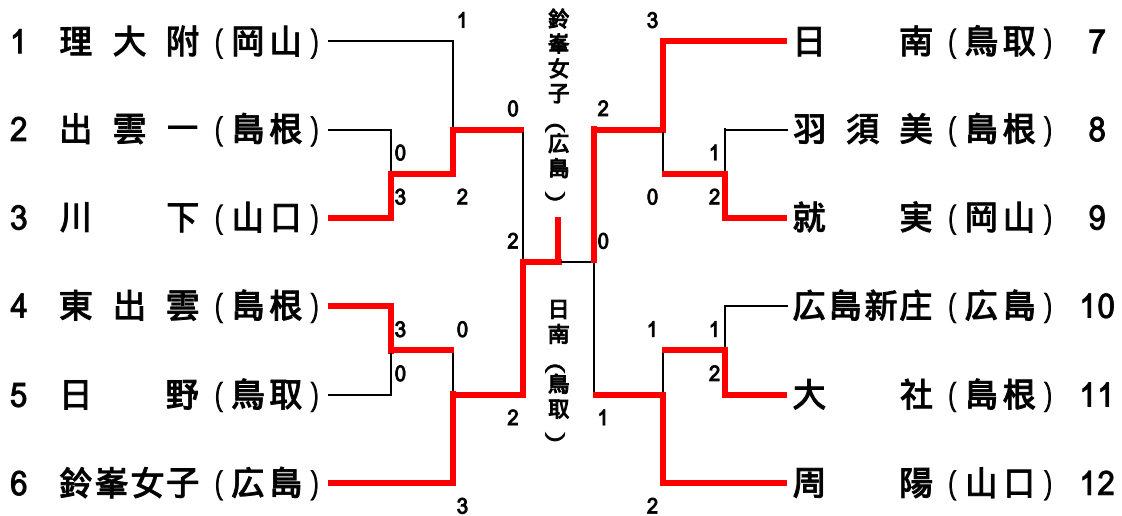 1 理大附 (岡山)
2 出雲一 (島根)
3 川下 (山口)
4 東出雲 (島根)
5 日野 (鳥取)
6 鈴峯女子 (広島)
1
0
0
3
2
2
3
0
0
2
3
鈴峯女子 (広島)
日南 (鳥取)
3
2
1
0
2
0
1
1
2
1
2
日南 (鳥取) 7
羽須美 (島根) 8
就実 (岡山) 9
広島新庄 (広島) 10
大社 (島根) 11
周陽 (山口) 12